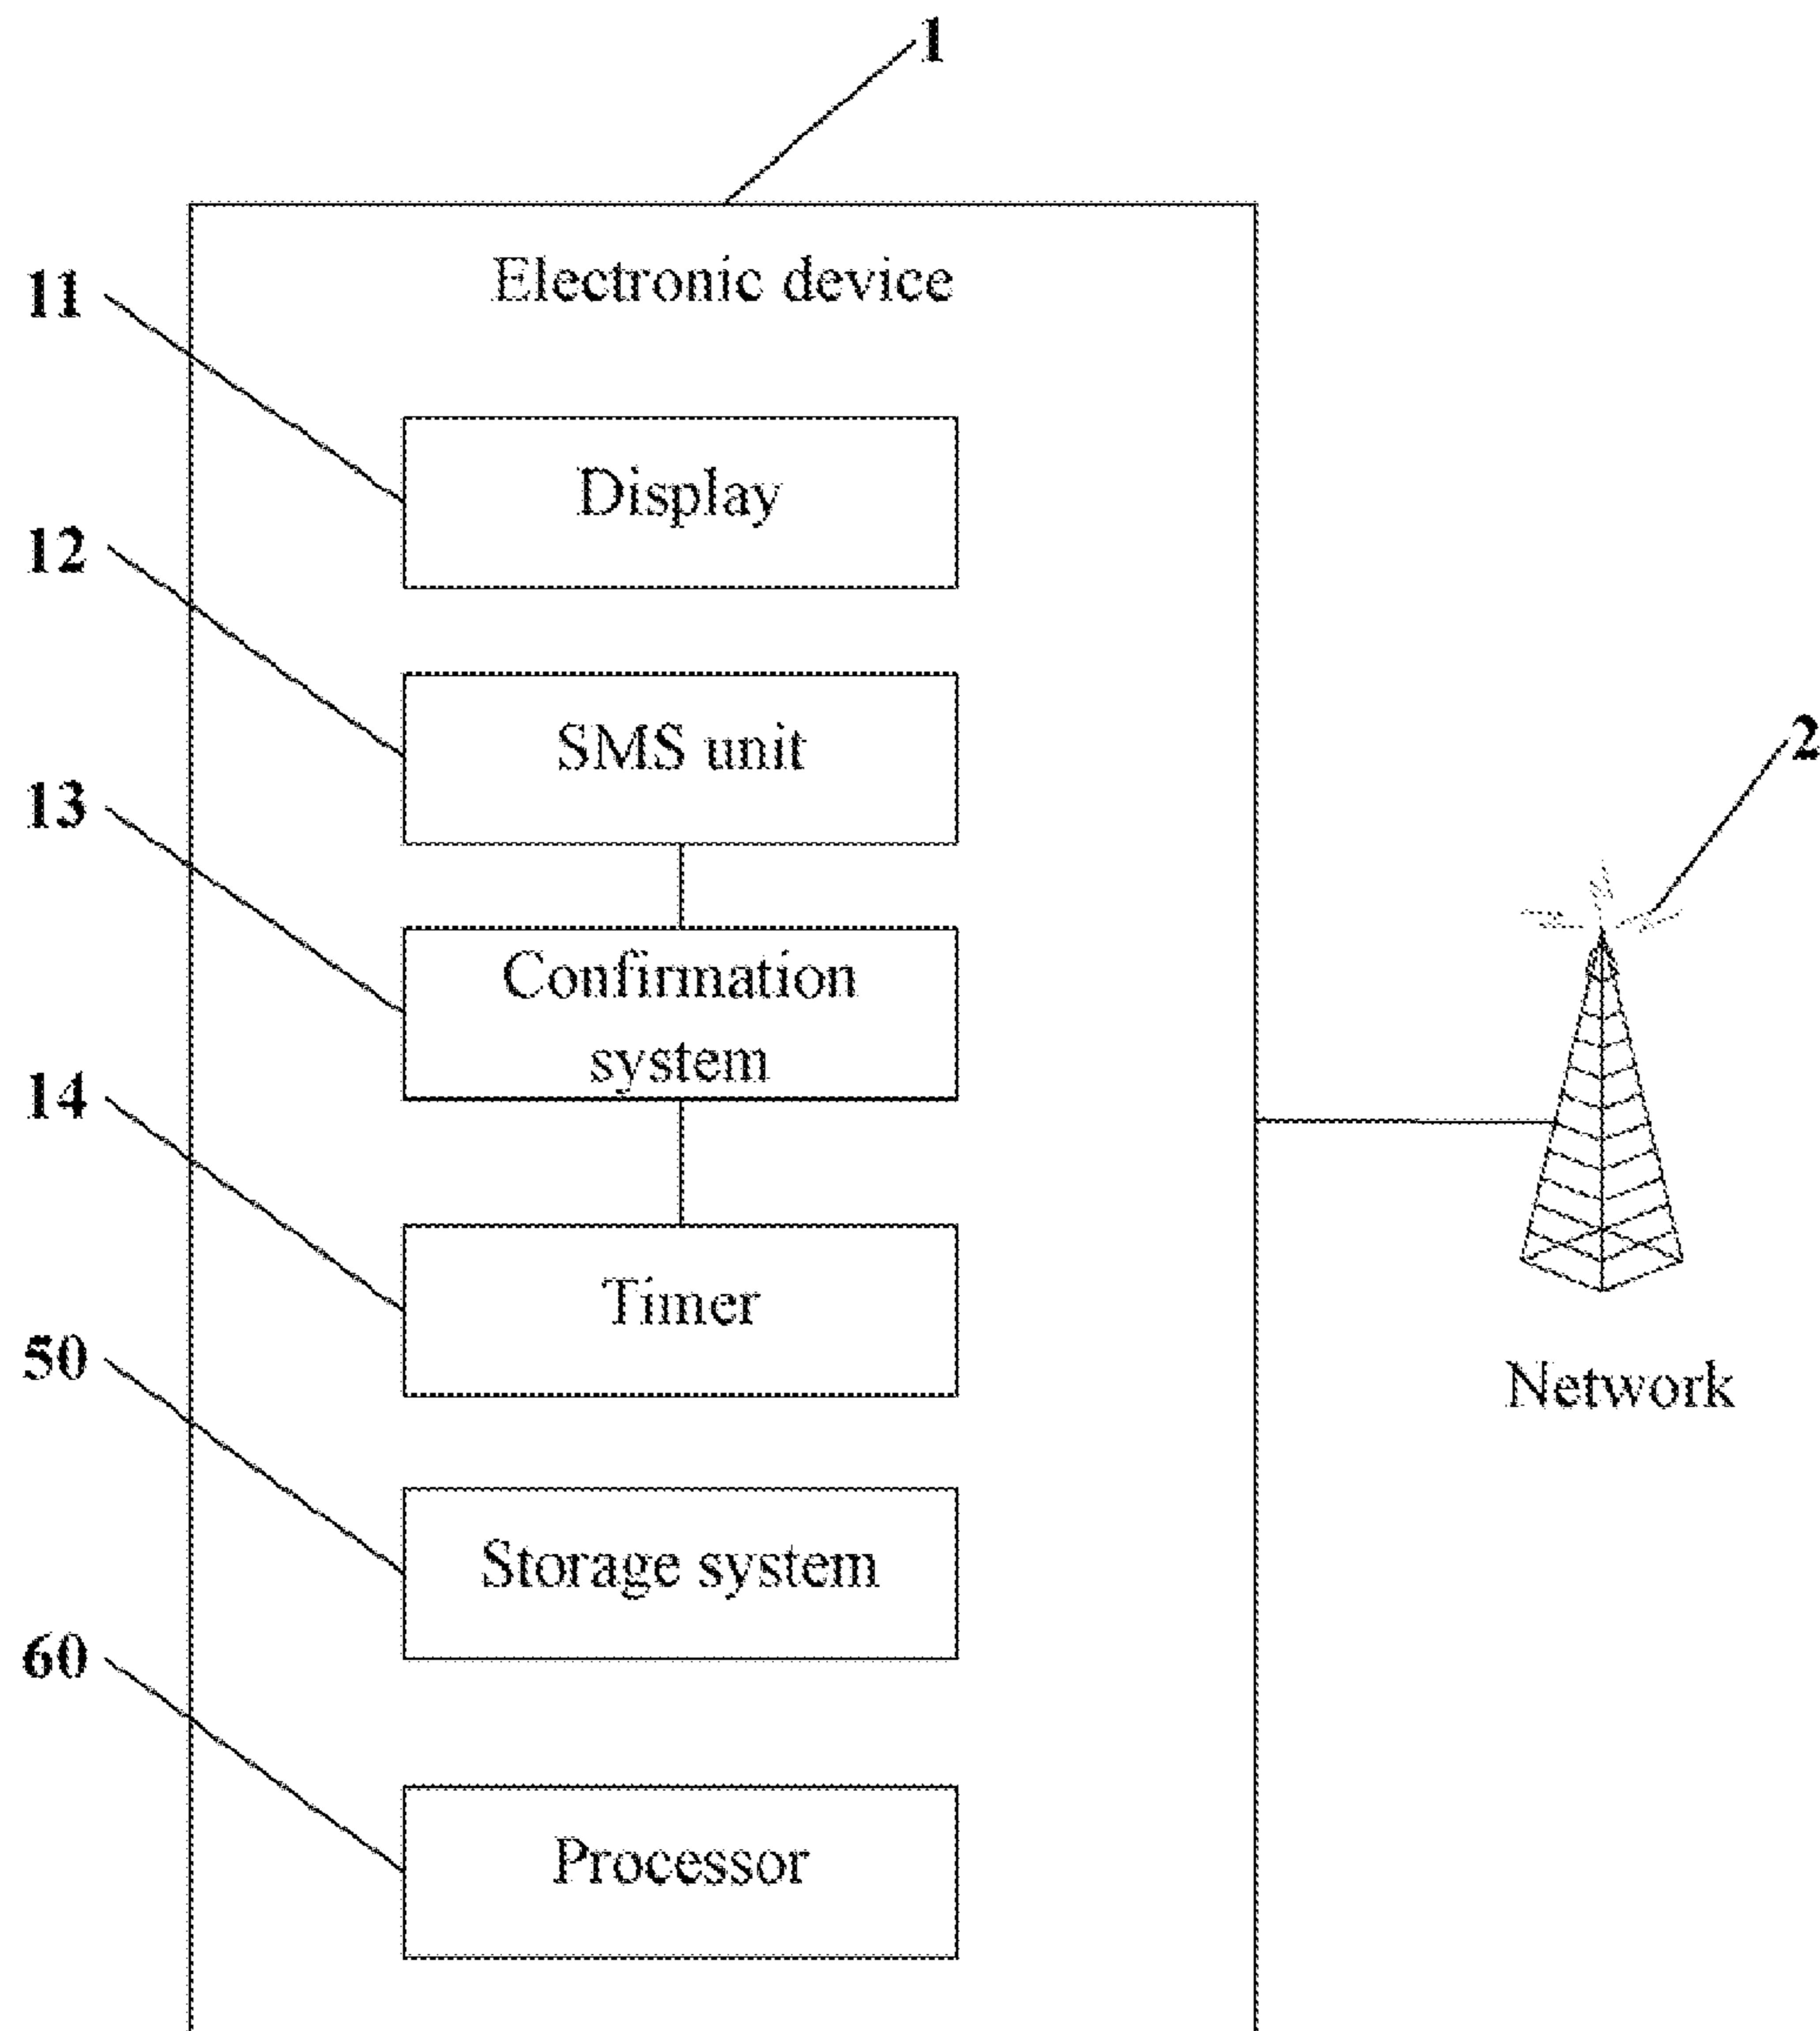 1
Electronic device
11
Display
12
SMS unit
2
13
Confirmation
system
14
Timer
Network
50
Storage system
60
Processor